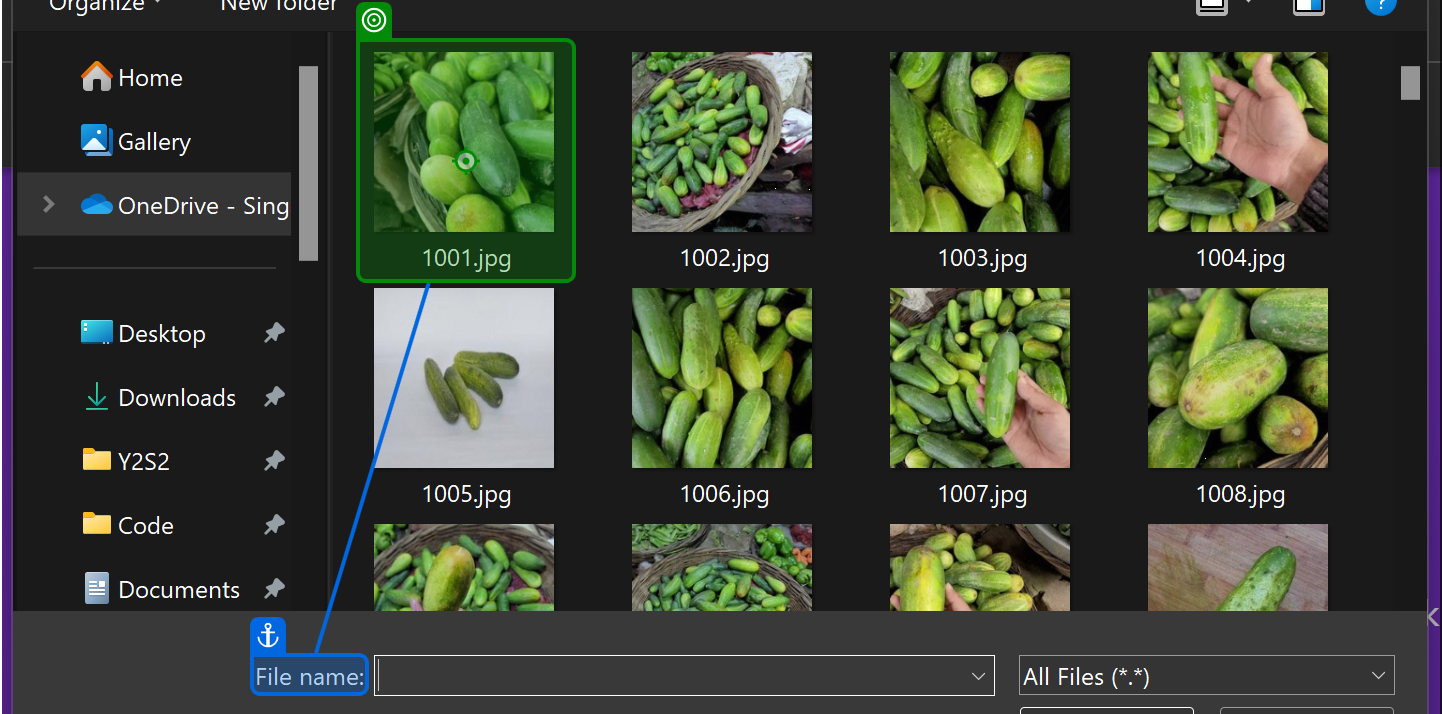 Organize
New folder
?
Home
Gallery
OneDrive - Sing
Desktop
Downloads
Y2S2
Code
Documents
1001.jpg
1002.jpg
1003.jpg
1004.jpg
1005.jpg
1006.jpg
1007.jpg
1008.jpg
File name:
All Files (*.*)